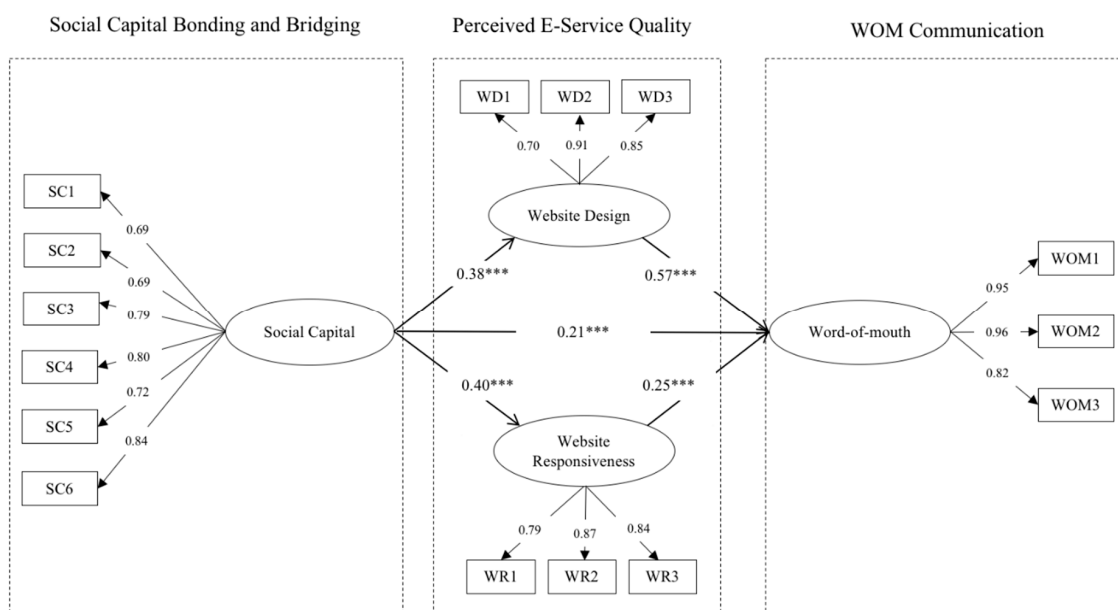 Social Capital Bonding and Bridging
Perceived E-Service Quality
WOM Communication
WD1
WD2
WD3
0.70
0.91
0.85
Website Design
SC1
SC2
SC3
SC4
SC5
SC6
0.69
0.69
0.79
0.80
0.72
0.84
Social Capital
0.38***
0.57***
0.21***
0.40***
0.25***
Word-of-mouth
0.95
0.96
0.82
WOM1
WOM2
WOM3
Website
Responsiveness
0.79
0.87
0.84
WR1
WR2
WR3